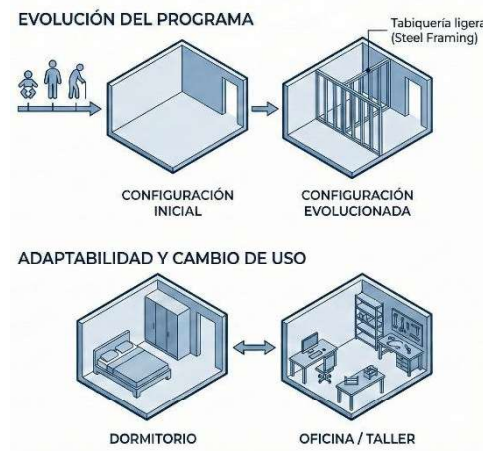 EVOLUCIÓN DEL PROGRAMA
Tabiquería ligera
(Steel Framing)
CONFIGURACIÓN
INICIAL
CONFIGURACIÓN
EVOLUCIONADA
ADAPTABILIDAD Y CAMBIO DE USO
DORMITORIO
OFICINA / TALLER